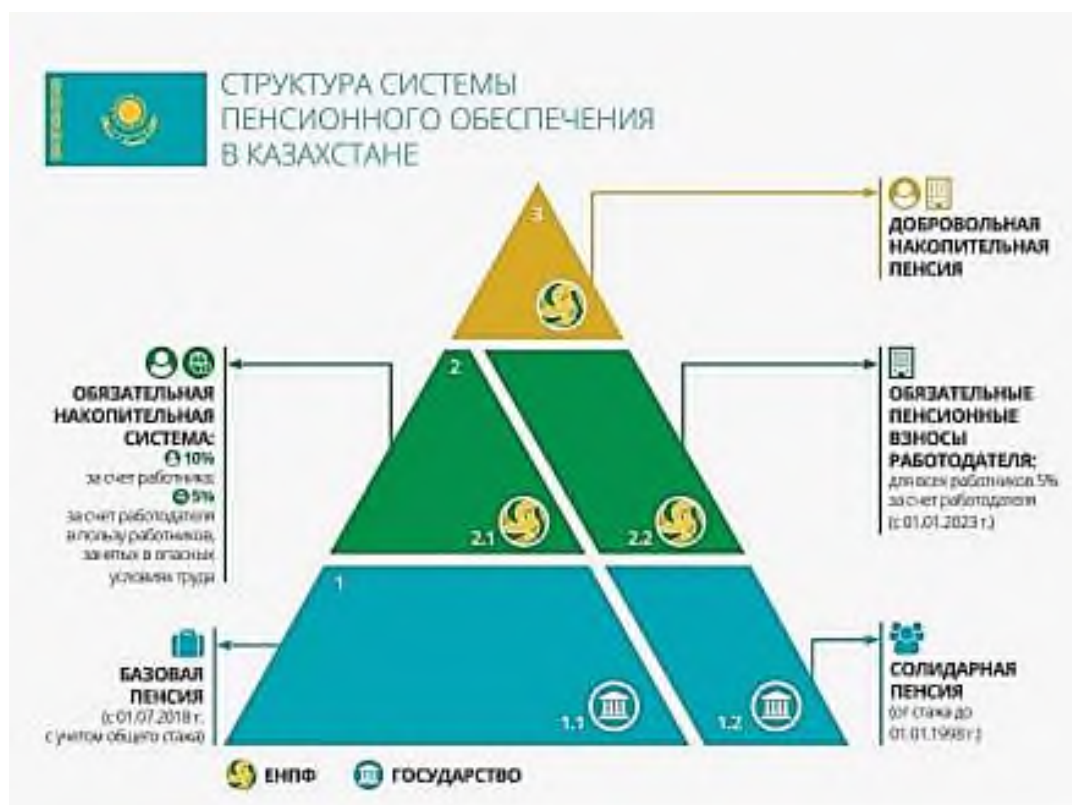 СТРУКТУРА СИСТЕМЫ
ПЕНСИОННОГО ОБЕСПЕЧЕНИЯ
В КАЗАХСТАНЕ
3
ДОБРОВОЛЬНАЯ
НАКОПИТЕЛЬНАЯ
ПЕНСИЯ
2
ОБЯЗАТЕЛЬНАЯ
НАКОПИТЕЛЬНАЯ
СИСТЕМА:
10%
за счет работника;
5%
за счет работодателя
в пользу работников,
занятых в опасных
условиях труда
2.1
2.2
ОБЯЗАТЕЛЬНЫЕ
ПЕНСИОННЫЕ
ВЗНОСЫ
РАБОТОДАТЕЛЯ:
для всех работников 5%
за счет работодателя
(с 01.01.2023 г.)
1
БАЗОВАЯ
ПЕНСИЯ
(с 01.07.2018 г.
с учетом общего стажа)
1.1
1.2
СОЛИДАРНАЯ
ПЕНСИЯ
(от стажа до
01.01.1998 г.)
ЕНПФ
ГОСУДАРСТВО